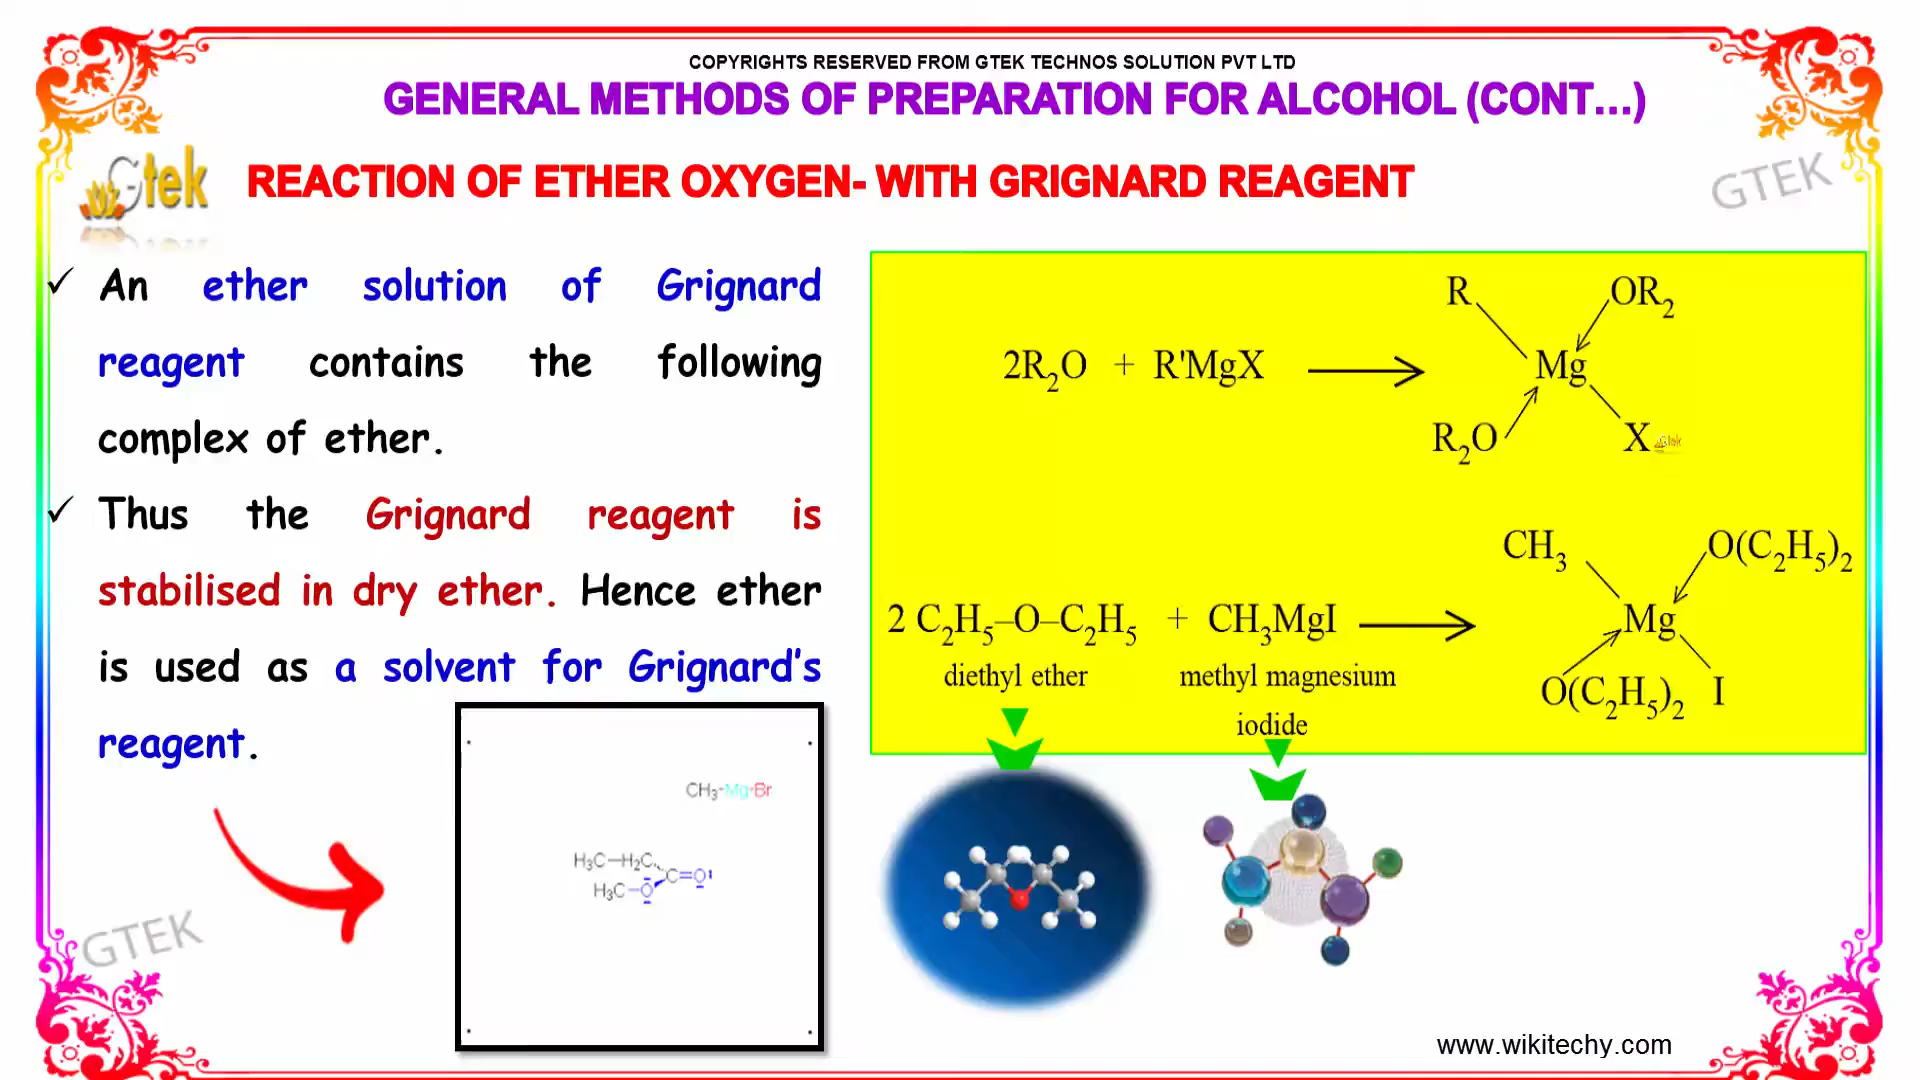 COPYRIGHTS RESERVED FROM GTEK TECHNOS SOLUTION PVT LTD
GENERAL METHODS OF PREPARATION FOR ALCOHOL (CONT...)
Gtek
REACTION OF ETHER OXYGEN- WITH GRIGNARD REAGENT
GTEK
✓ An ether solution of Grignard
reagent contains the following
complex of ether.
✓ Thus the Grignard reagent is
stabilised in dry ether. Hence ether
is used as a solvent for Grignard's
reagent.
R OR₂
2R₂O + R'MgX → Mg
R₂O X
CH₃ O(C₂H₅)₂
2 C₂H₅–O–C₂H₅ + CH₃MgI → Mg
diethyl ether methyl magnesium
O(C₂H₅)₂ I
iodide
CH₃-Mg-Br
H₃C–H₂C
C=O
H₃C–O
GTEK
www.wikitechy.com